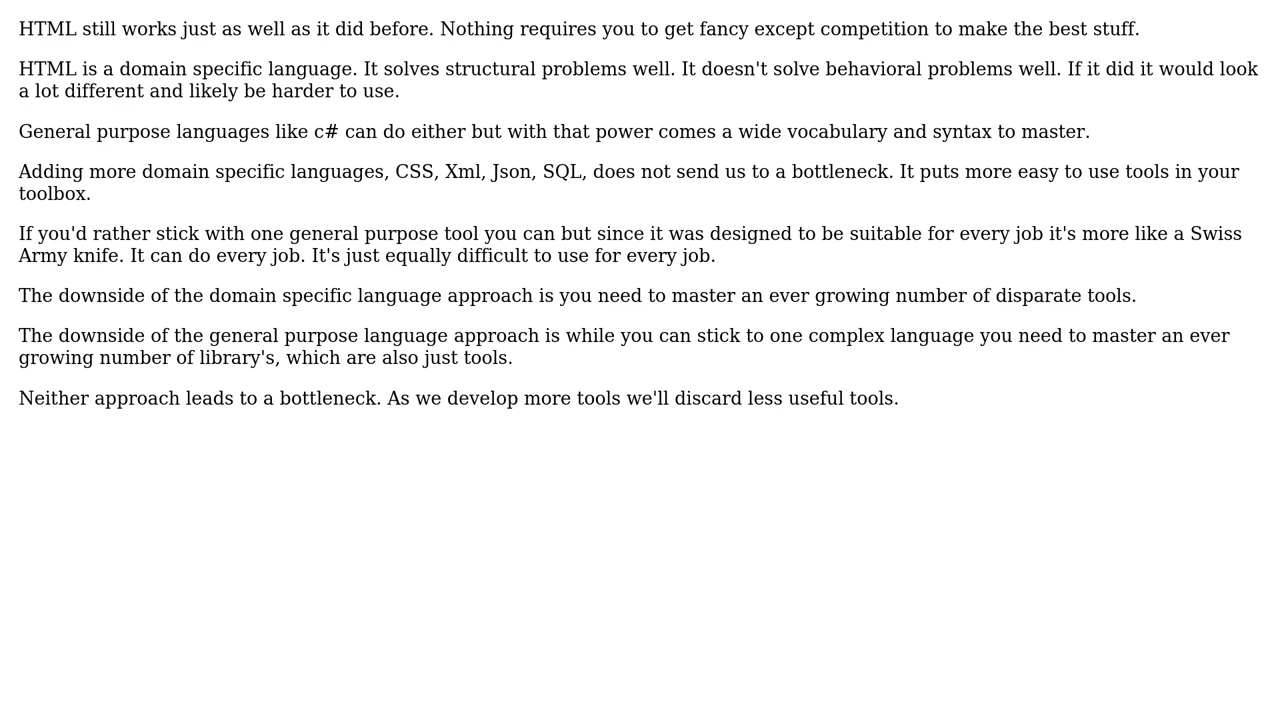 HTML still works just as well as it did before. Nothing requires you to get fancy except competition to make the best stuff.
HTML is a domain specific language. It solves structural problems well. It doesn't solve behavioral problems well. If it did it would look
a lot different and likely be harder to use.
General purpose languages like c# can do either but with that power comes a wide vocabulary and syntax to master.
Adding more domain specific languages, CSS, Xml, Json, SQL, does not send us to a bottleneck. It puts more easy to use tools in your
toolbox.
If you'd rather stick with one general purpose tool you can but since it was designed to be suitable for every job it's more like a Swiss
Army knife. It can do every job. It's just equally difficult to use for every job.
The downside of the domain specific language approach is you need to master an ever growing number of disparate tools.
The downside of the general purpose language approach is while you can stick to one complex language you need to master an ever
growing number of library's, which are also just tools.
Neither approach leads to a bottleneck. As we develop more tools we'll discard less useful tools.